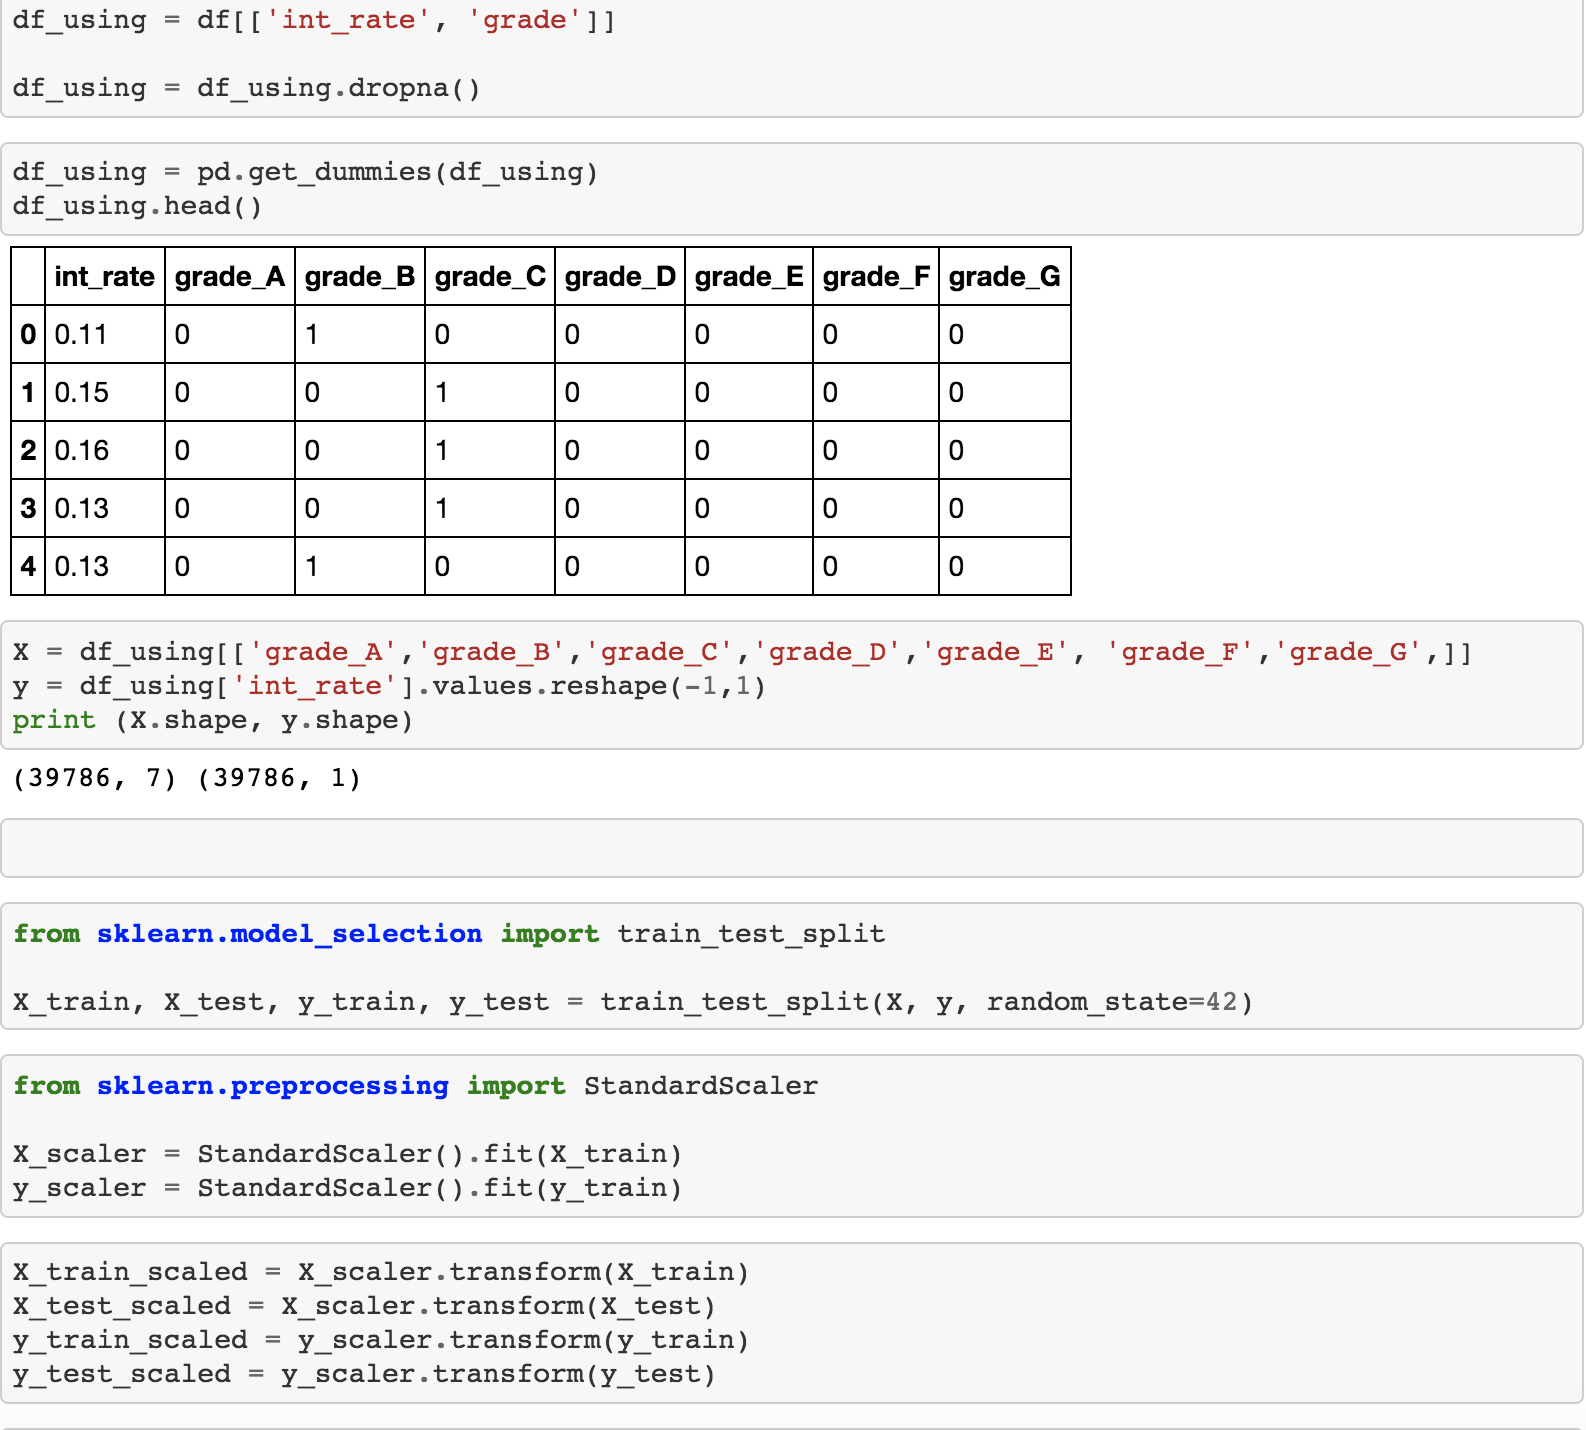 df_using = df[['int_rate', 'grade']]
df_using = df_using.dropna()
df_using = pd.get_dummies(df_using)
df_using.head()
int_rate grade_A grade_B grade_C grade_D grade_E grade_F grade_G
0 0.11 0 1 0 0 0 0 0
1 0.15 0 0 1 0 0 0 0
2 0.16 0 0 1 0 0 0 0
3 0.13 0 0 1 0 0 0 0
4 0.13 0 1 0 0 0 0 0
X = df_using[['grade_A','grade_B','grade_C','grade_D','grade_E', 'grade_F','grade_G',]]
y = df_using['int_rate'].values.reshape(-1,1)
print (X.shape, y.shape)
(39786, 7) (39786, 1)
from sklearn.model_selection import train_test_split
X_train, X_test, y_train, y_test = train_test_split(X, y, random_state=42)
from sklearn.preprocessing import StandardScaler
X_scaler = StandardScaler().fit(X_train)
y_scaler = StandardScaler().fit(y_train)
X_train_scaled = X_scaler.transform(X_train)
X_test_scaled = X_scaler.transform(X_test)
y_train_scaled = y_scaler.transform(y_train)
y_test_scaled = y_scaler.transform(y_test)